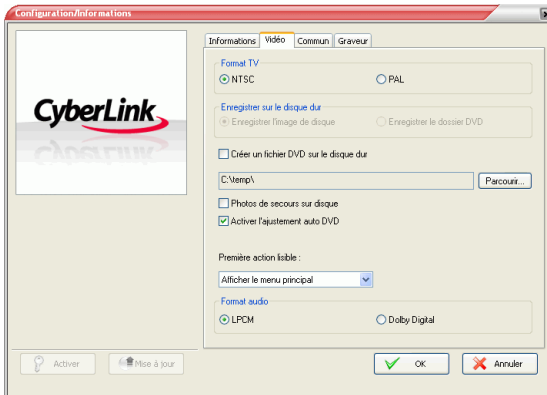 Configuration/Informations
Informations Vidéo Commun Graveur
Format TV
NTSC PAL
CyberLink
Enregistrer sur le disque dur
Enregistrer l'image de disque Enregistrer le dossier DVD
Créer un fichier DVD sur le disque dur
C:\temp\ Parcourir...
Photos de secours sur disque
Activer l'ajustement auto DVD
Première action lisible :
Afficher le menu principal
Format audio
LPCM Dolby Digital
Activer Mise à jour OK Annuler